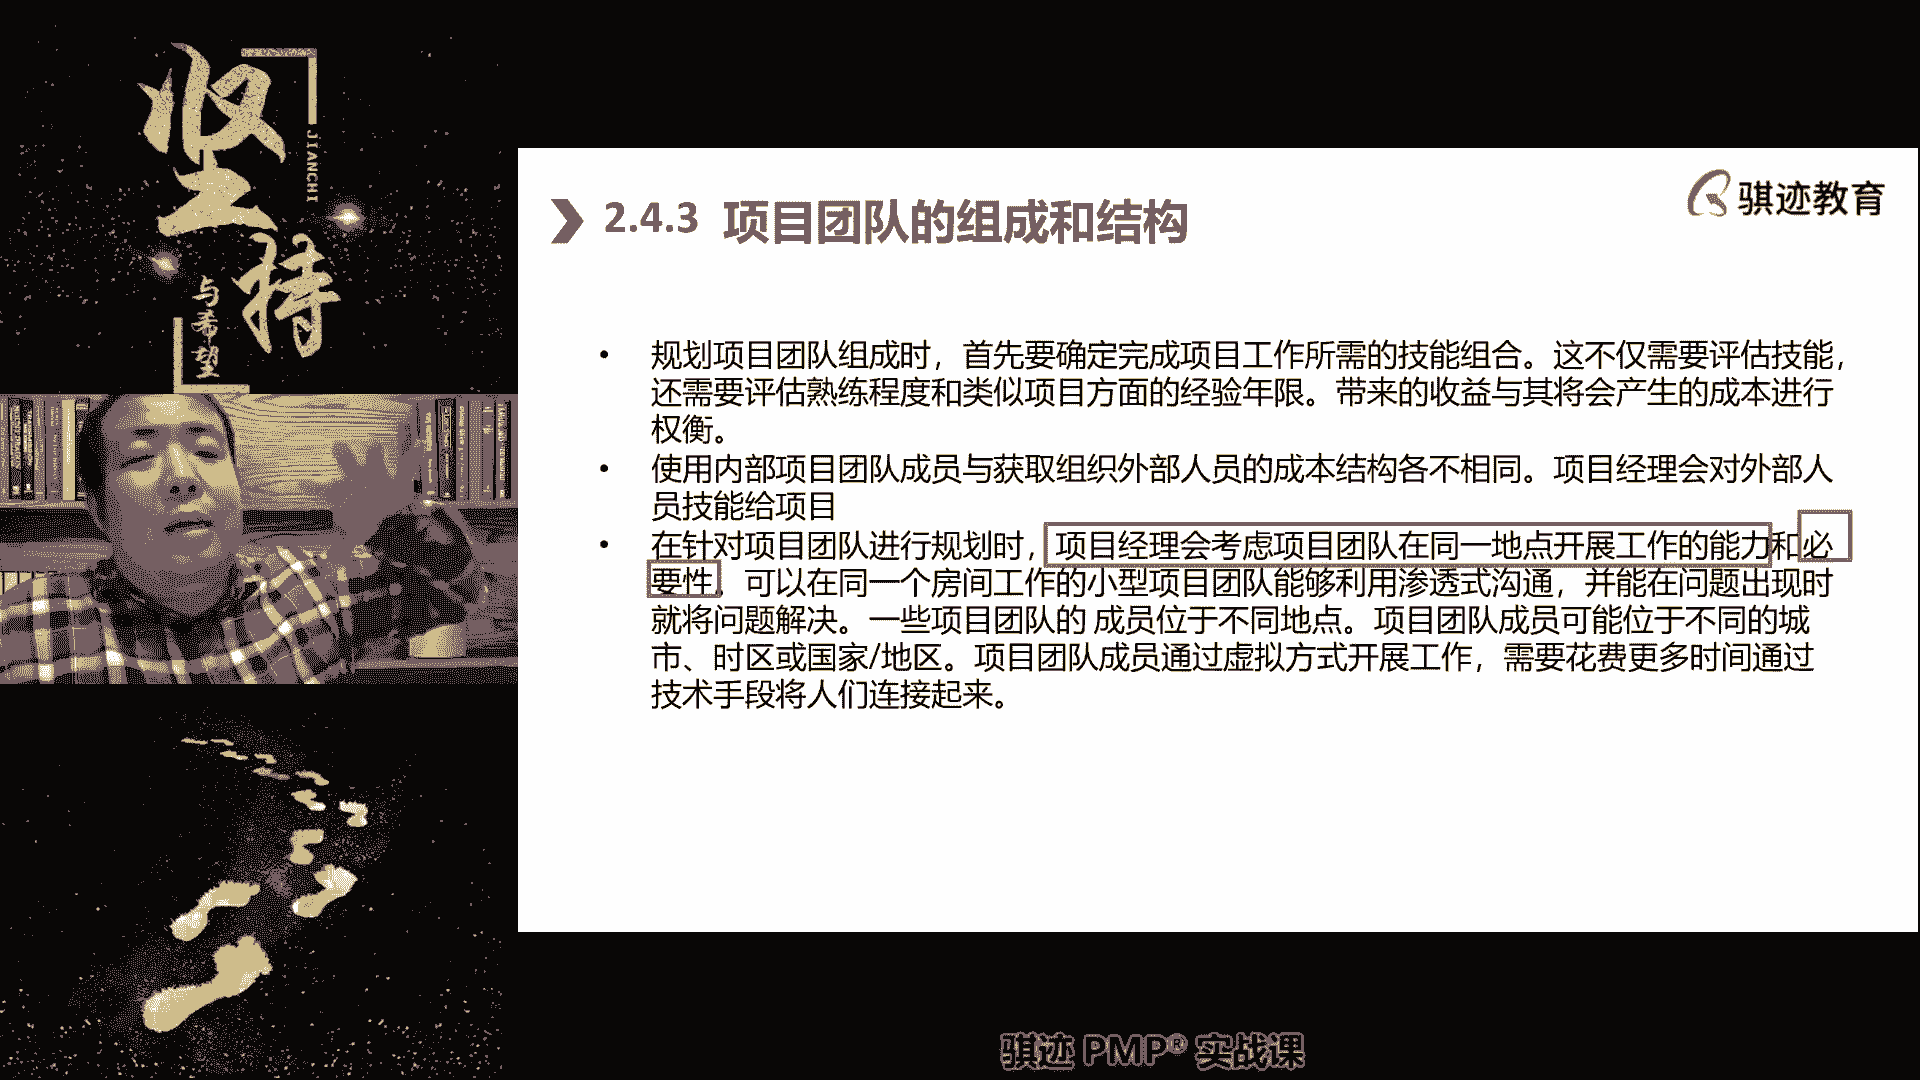 坚持
JIANCHI
与希望
骐迹教育
2.4.3 项目团队的组成和结构
• 规划项目团队组成时，首先要确定完成项目工作所需的技能组合。这不仅需要评估技能，
还需要评估熟练程度和类似项目方面的经验年限。带来的收益与其将会产生的成本进行
权衡。
• 使用内部项目团队成员与获取组织外部人员的成本结构各不相同。项目经理会对外部人
员技能给项目
• 在针对项目团队进行规划时，项目经理会考虑项目团队在同一地点开展工作的能力和必
要性。可以在同一个房间工作的小型项目团队能够利用渗透式沟通，并能在问题出现时
就将问题解决。一些项目团队的 成员位于不同地点。项目团队成员可能位于不同的城
市、时区或国家/地区。项目团队成员通过虚拟方式开展工作，需要花费更多时间通过
技术手段将人们连接起来。
骐迹 PMP® 实战课